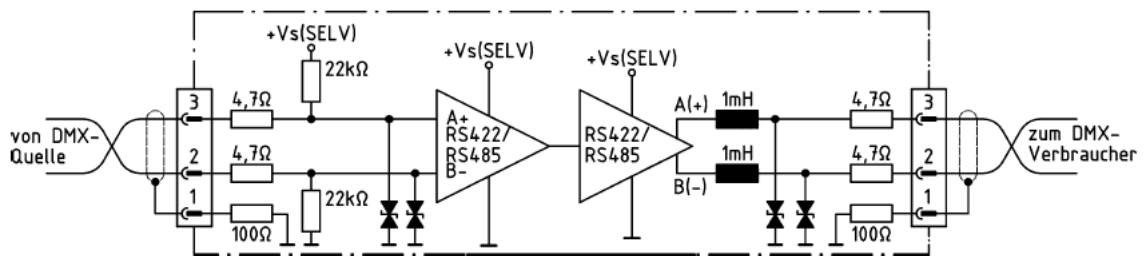 +Vs(SELV)
22kΩ
+Vs(SELV)
+Vs(SELV)
3
4,7Ω
A+
RS422/
RS485
B-
RS422/
RS485
A(+)
1mH
1mH
B(-)
4,7Ω
3
von DMX-
Quelle
2
4,7Ω
4,7Ω
2
zum DMX-
Verbraucher
1
100Ω
22kΩ
100Ω
1